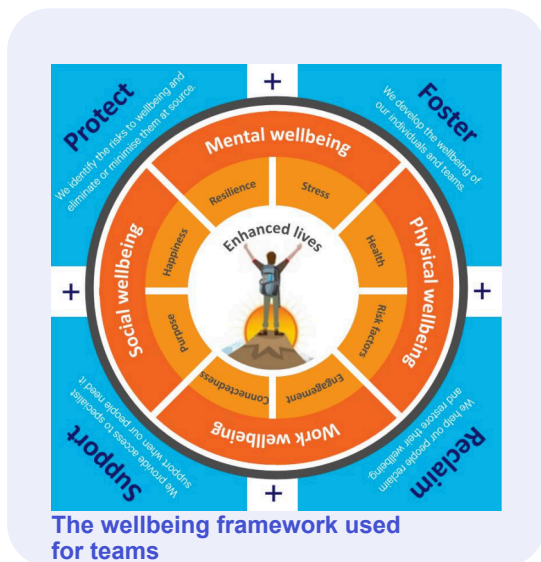 Protect
We identify the risks to wellbeing and
eliminate or minimise them at source.
+
Foster
We develop the wellbeing of
our individuals and teams.
Mental wellbeing
Resilience
Stress
Happiness
Enhanced lives
Health
Social wellbeing
Physical wellbeing
+
+
Purpose
Risk factors
Connectedness
Engagement
Work wellbeing
Support
We provide access to specialist
support when our people need it
+
Reclaim
We help our people reclaim
and restore their wellbeing
The wellbeing framework used
for teams